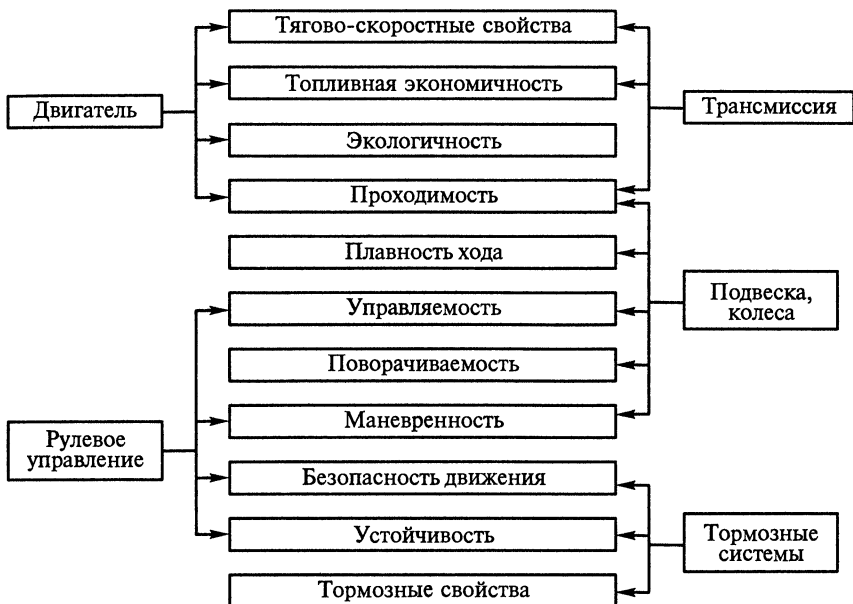 Тягово-скоростные свойства
Топливная экономичность
Двигатель
Трансмиссия
Экологичность
Проходимость
Плавность хода
Управляемость
Подвеска,
колеса
Поворачиваемость
Маневренность
Рулевое
управление
Безопасность движения
Устойчивость
Тормозные
системы
Тормозные свойства